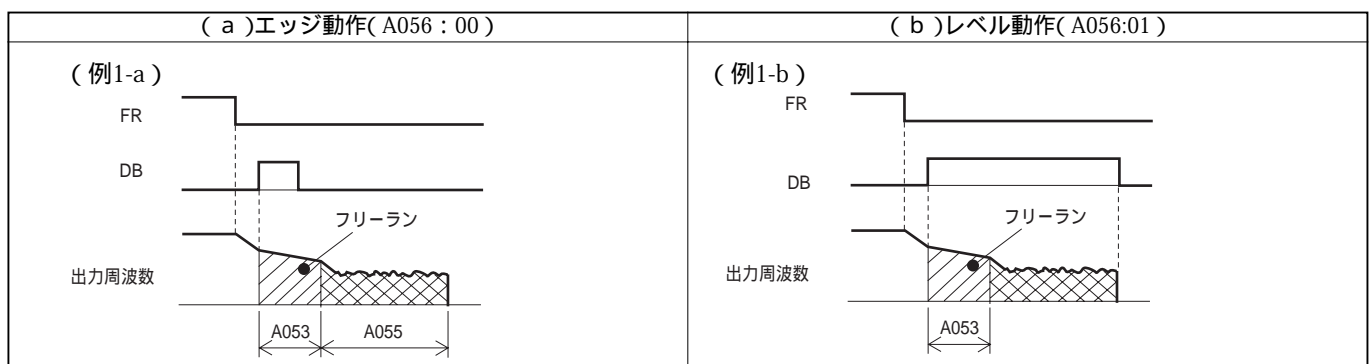 (a)エッジ動作(A056:00)
(b)レベル動作(A056:01)
(例1-a)
FR
DB
フリーラン
出力周波数
A053
A055
(例1-b)
FR
DB
フリーラン
出力周波数
A053